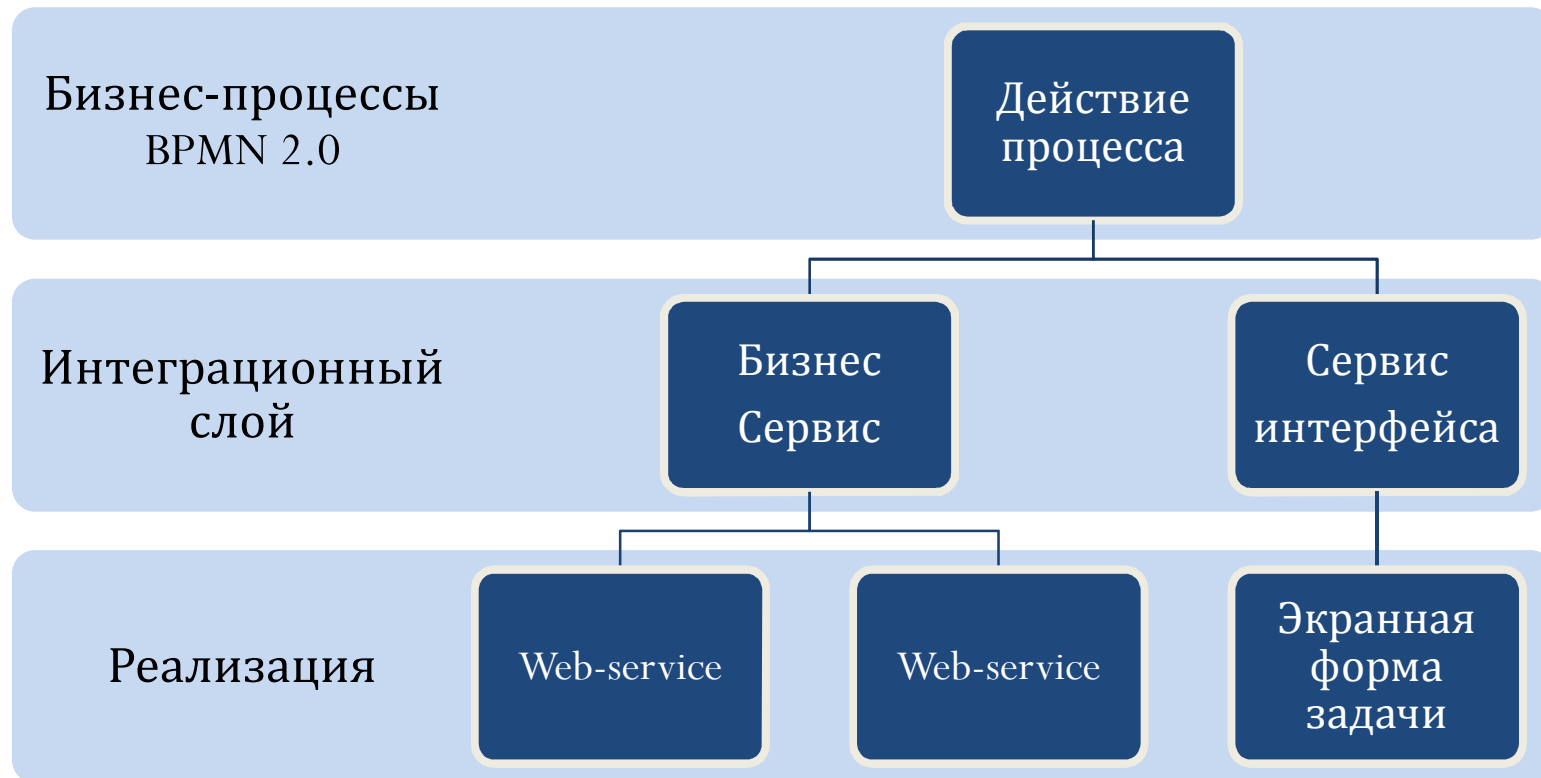 Бизнес-процессы
BPMN 2.0
Действие
процесса
Интеграционный
слой
Бизнес
Сервис
Сервис
интерфейса
Реализация
Web-service
Web-service
Экранная
форма
задачи